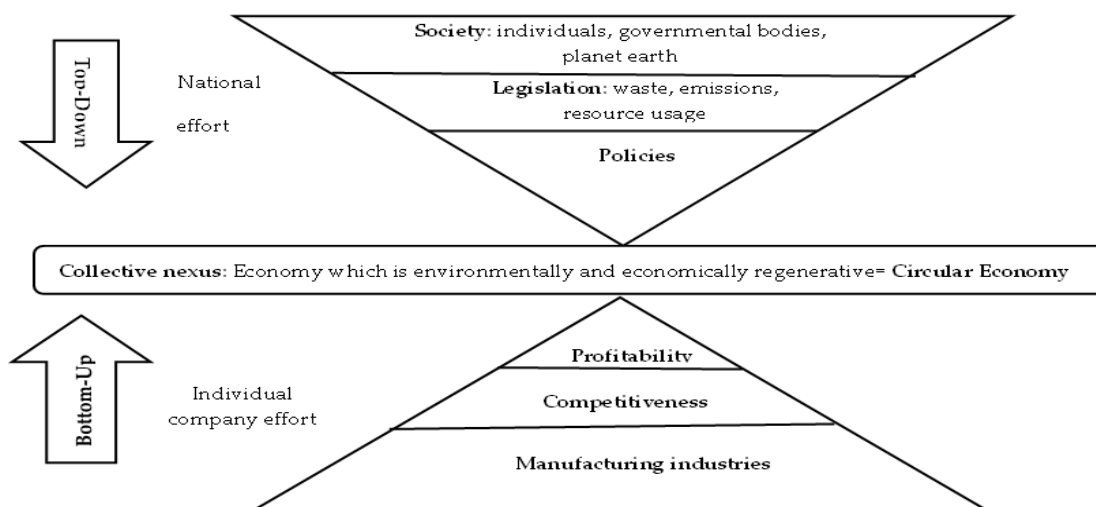 Society: individuals, governmental bodies,
planet earth
Top-Down
National
effort
Legislation: waste, emissions,
resource usage
Policies
Collective nexus: Economy which is environmentally and economically regenerative= Circular Economy
Bottom-Up
Individual
company effort
Profitability
Competitiveness
Manufacturing industries